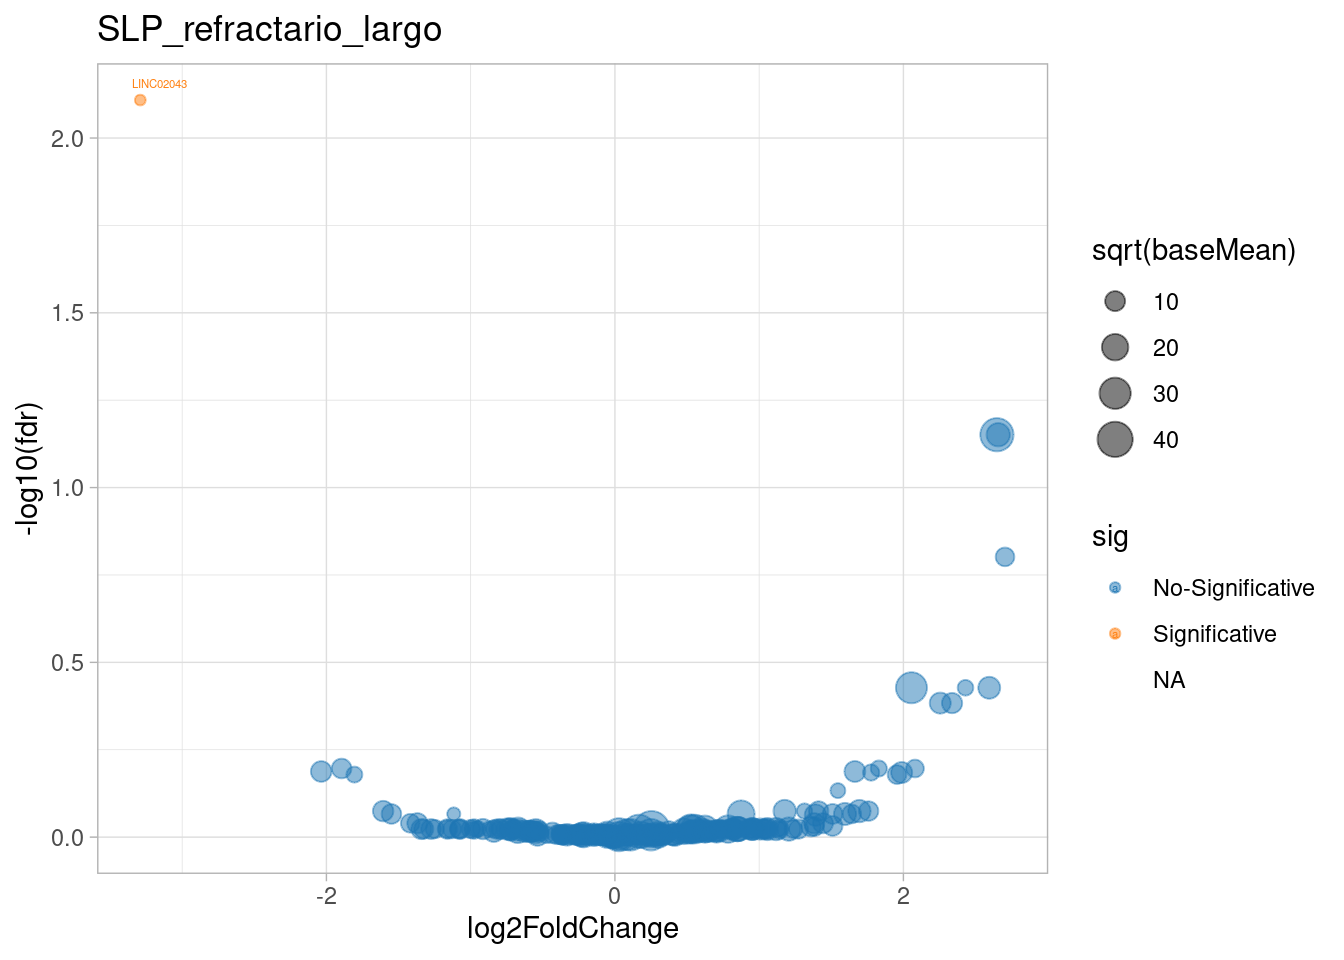 SLP_refractario_largo
LINC02043
2.0
1.5
1.0
0.5
0.0
-log10(fdr)
-2
0
2
log2FoldChange
sqrt(baseMean)
10
20
30
40
sig
a No-Significative
a Significative
NA